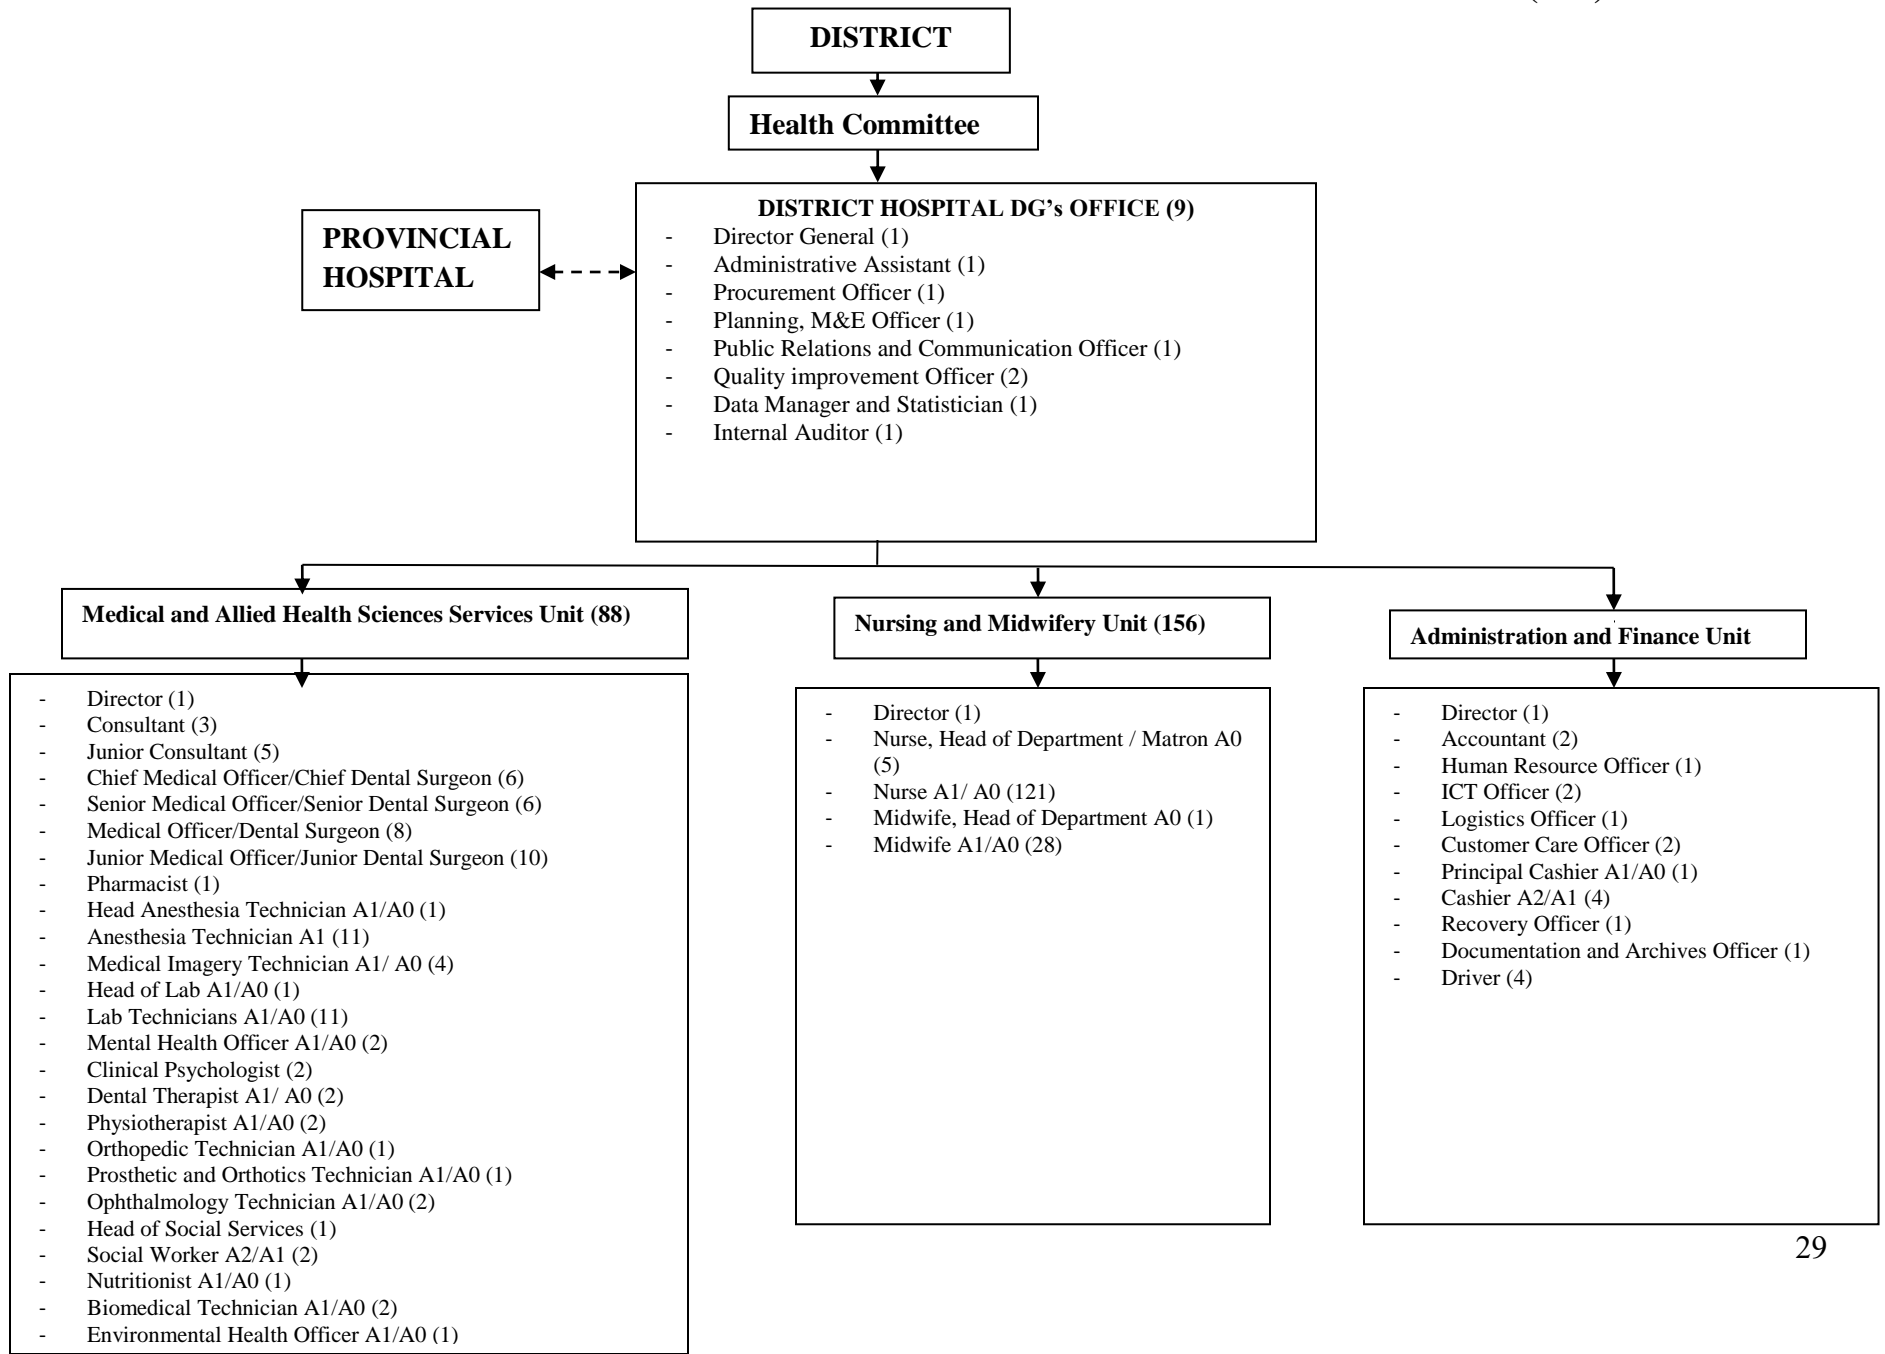 DISTRICT
Health Committee
PROVINCIAL
HOSPITAL
DISTRICT HOSPITAL DG's OFFICE (9)
- Director General (1)
- Administrative Assistant (1)
- Procurement Officer (1)
- Planning, M&E Officer (1)
- Public Relations and Communication Officer (1)
- Quality improvement Officer (2)
- Data Manager and Statistician (1)
- Internal Auditor (1)
Medical and Allied Health Sciences Services Unit (88)
- Director (1)
- Consultant (3)
- Junior Consultant (5)
- Chief Medical Officer/Chief Dental Surgeon (6)
- Senior Medical Officer/Senior Dental Surgeon (6)
- Medical Officer/Dental Surgeon (8)
- Junior Medical Officer/Junior Dental Surgeon (10)
- Pharmacist (1)
- Head Anesthesia Technician A1/A0 (1)
- Anesthesia Technician A1 (11)
- Medical Imagery Technician A1/ A0 (4)
- Head of Lab A1/A0 (1)
- Lab Technicians A1/A0 (11)
- Mental Health Officer A1/A0 (2)
- Clinical Psychologist (2)
- Dental Therapist A1/ A0 (2)
- Physiotherapist A1/A0 (2)
- Orthopedic Technician A1/A0 (1)
- Prosthetic and Orthotics Technician A1/A0 (1)
- Ophthalmology Technician A1/A0 (2)
- Head of Social Services (1)
- Social Worker A2/A1 (2)
- Nutritionist A1/A0 (1)
- Biomedical Technician A1/A0 (2)
- Environmental Health Officer A1/A0 (1)
Nursing and Midwifery Unit (156)
- Director (1)
- Nurse, Head of Department / Matron A0
(5)
- Nurse A1/ A0 (121)
- Midwife, Head of Department A0 (1)
- Midwife A1/A0 (28)
Administration and Finance Unit
- Director (1)
- Accountant (2)
- Human Resource Officer (1)
- ICT Officer (2)
- Logistics Officer (1)
- Customer Care Officer (2)
- Principal Cashier A1/A0 (1)
- Cashier A2/A1 (4)
- Recovery Officer (1)
- Documentation and Archives Officer (1)
- Driver (4)
29